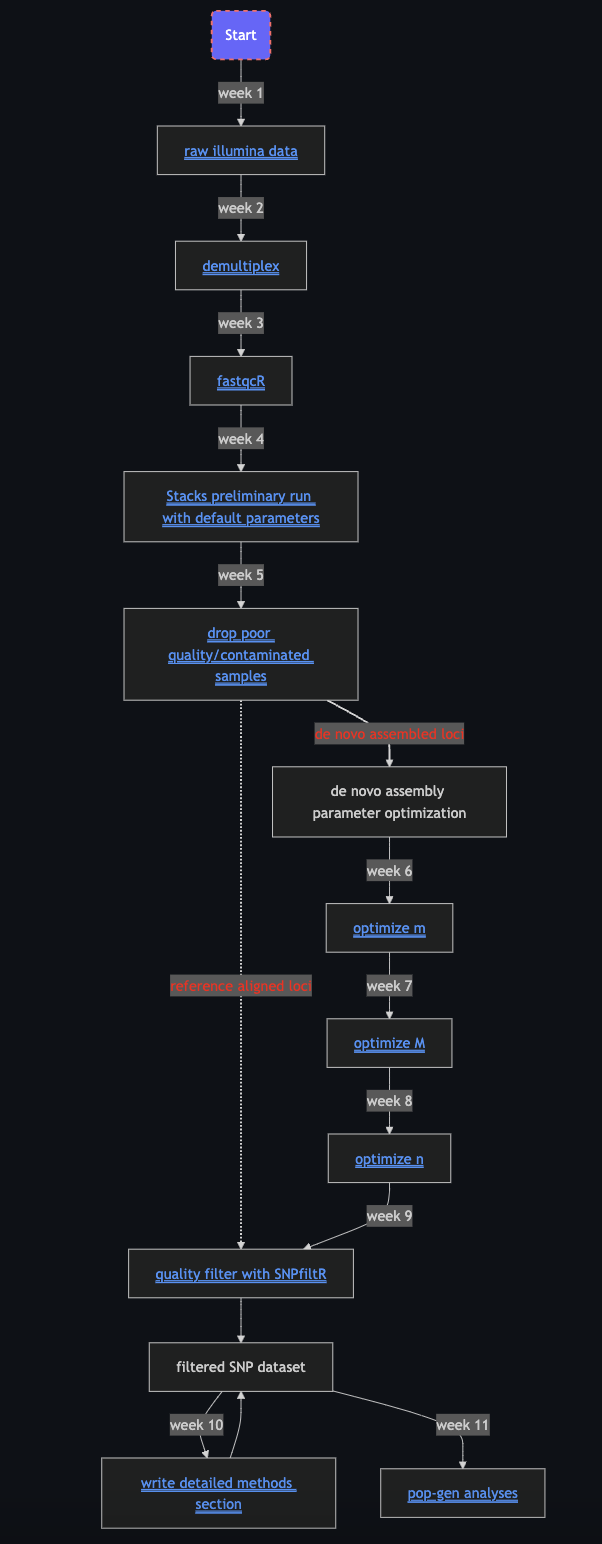 Start
week 1
raw illumina data
week 2
demultiplex
week 3
fastqcR
week 4
Stacks preliminary run
with default parameters
week 5
drop poor
quality/contaminated
samples
de novo assembled loci
de novo assembly
parameter optimization
week 6
optimize m
reference aligned loci
week 7
optimize M
week 8
optimize n
week 9
quality filter with SNPfiltR
filtered SNP dataset
week 10
week 11
write detailed methods
section
pop-gen analyses